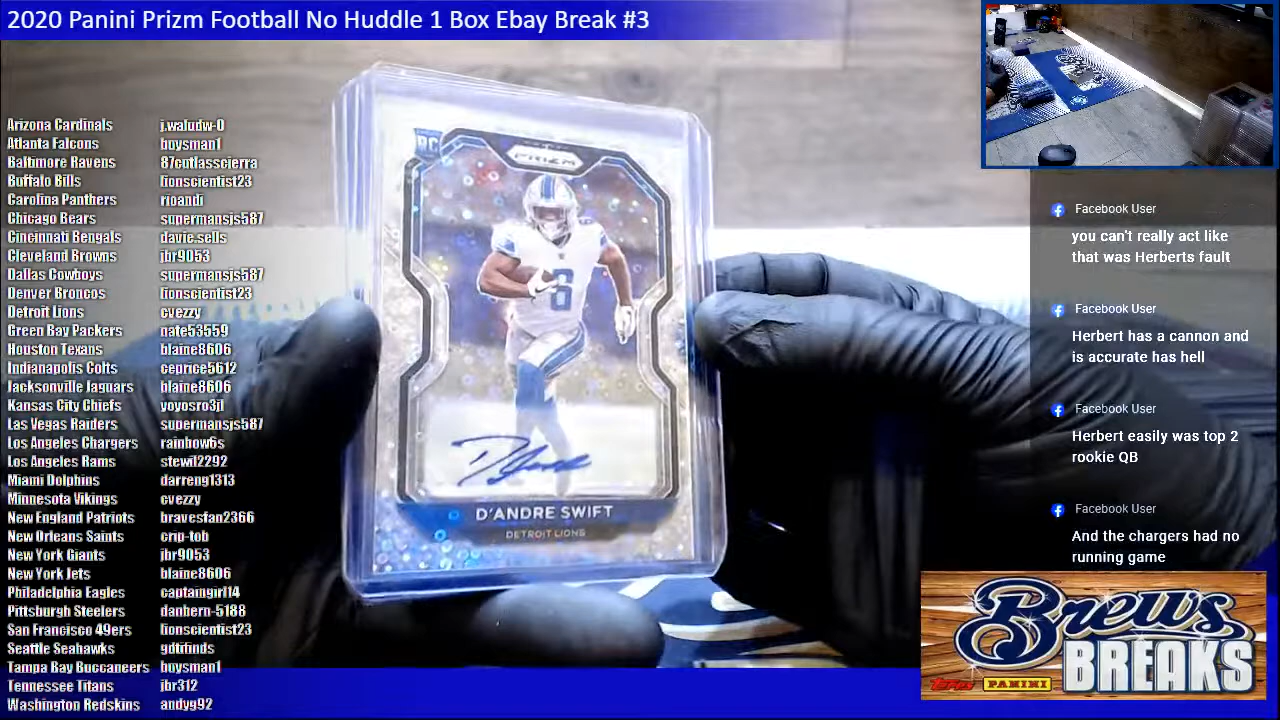 2020 Panini Prizm Football No Huddle 1 Box Ebay Break #3
Arizona Cardinals j.waludw-0
Atlanta Falcons buysman1
Baltimore Ravens 87cutlasscierra
Buffalo Bills lionscientist23
Carolina Panthers rioandi
Chicago Bears supermansjs587
Cincinnati Bengals davie.sells
Cleveland Browns jbr9053
Dallas Cowboys supermansjs587
Denver Broncos lionscientist23
Detroit Lions cvezzy
Green Bay Packers nate53559
Houston Texans blaine8606
Indianapolis Colts ceprice5612
Jacksonville Jaguars blaine8606
Kansas City Chiefs yoyosro3jl
Las Vegas Raiders supermansjs587
Los Angeles Chargers rainbow6s
Los Angeles Rams stewil2292
Miami Dolphins darreng1313
Minnesota Vikings cvezzy
New England Patriots bravesfan2366
New Orleans Saints crip-tob
New York Giants jbr9053
New York Jets blaine8606
Philadelphia Eagles captaingirl14
Pittsburgh Steelers danhern-5188
San Francisco 49ers lionscientist23
Seattle Seahawks gdtifinds
Tampa Bay Buccaneers buysman1
Tennessee Titans jbr312
Washington Redskins andyg92
RC
PRIZM
8
D'ANDRE SWIFT
DETROIT LIONS
Facebook User
you can't really act like
that was Herberts fault
Facebook User
Herbert has a cannon and
is accurate has hell
Facebook User
Herbert easily was top 2
rookie QB
Facebook User
And the chargers had no
running game
Brews
BREAKS
Topps PANINI